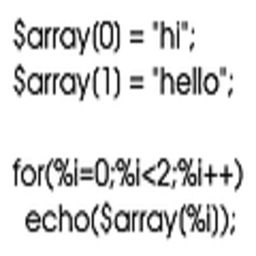 $array(0) = "hi";
$array(1) = "hello";
for(%i=0;%i<2;%i++)
echo($array(%i));